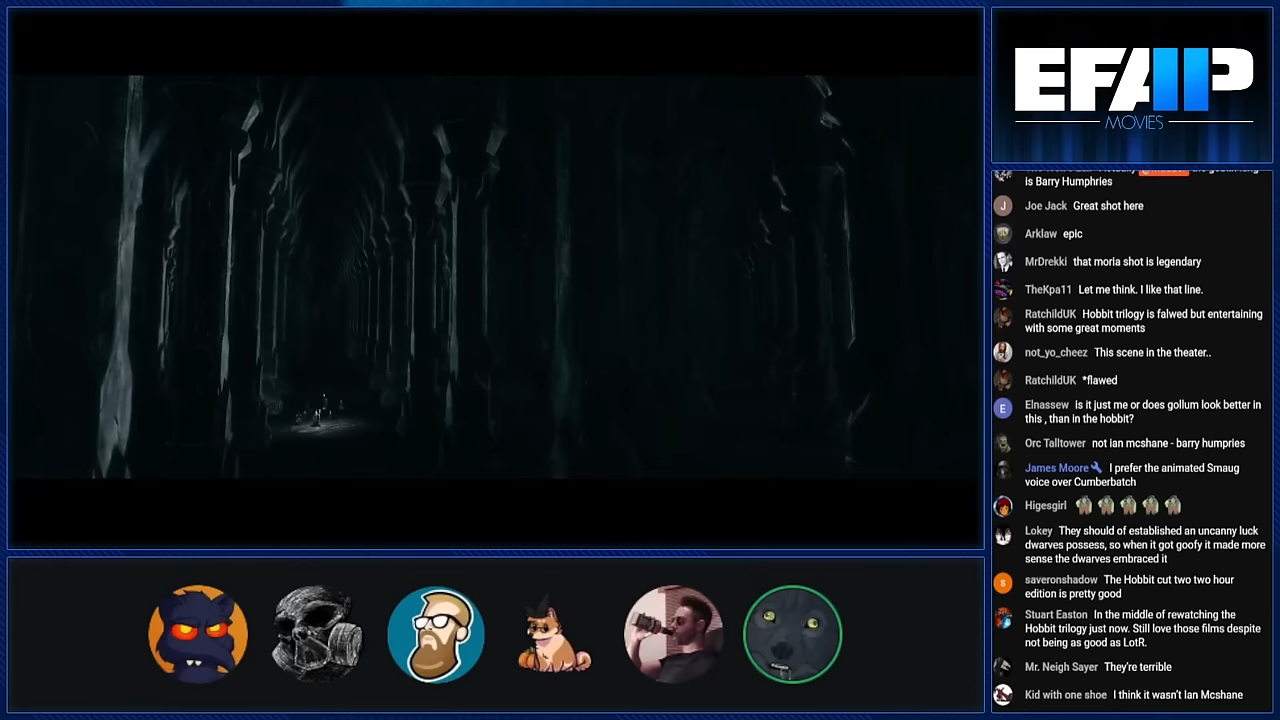 EFAP
MOVIES
is Barry Humphries
Joe Jack Great shot here
Arklaw epic
MrDrekki that moria shot is legendary
TheKpa11 Let me think. I like that line.
RatchildUK Hobbit trilogy is falwed but entertaining
with some great moments
not_yo_cheez This scene in the theater..
RatchildUK *flawed
E
Elnassew Is it just me or does gollum look better in
this , than in the hobbit?
Orc Talltower not Ian mcshane - barry humpries
James Moore I prefer the animated Smaug
voice over Cumberbatch
Higesgirl
Lokey They should of established an uncanny luck
dwarves possess, so when it got goofy it made more
sense the dwarves embraced it
s
saveronshadow The Hobbit cut two two hour
edition is pretty good
Stuart Easton In the middle of rewatching the
Hobbit trilogy just now. Still love those films despite
not being as good as LotR.
Mr. Neigh Sayer They're terrible
Kid with one shoe I think it wasn't Ian Mcshane